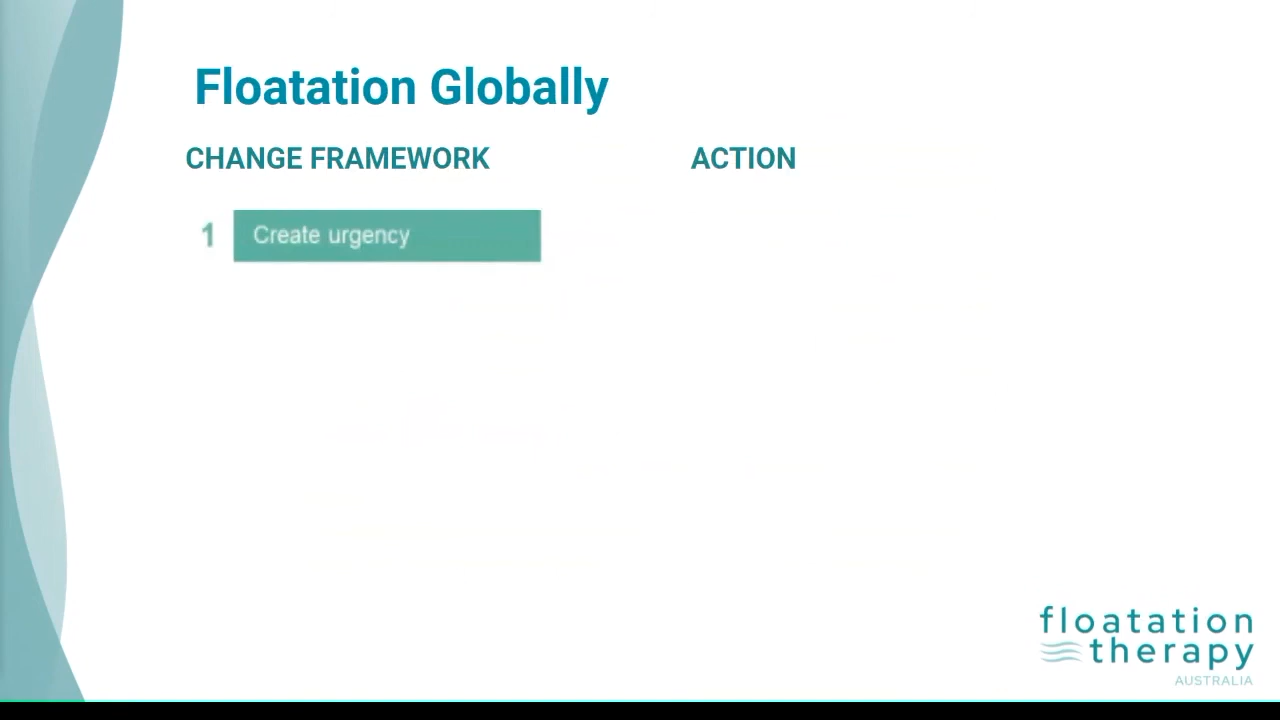 Floatation Globally
CHANGE FRAMEWORK ACTION
1 Create urgency
floatation
therapy
AUSTRALIA